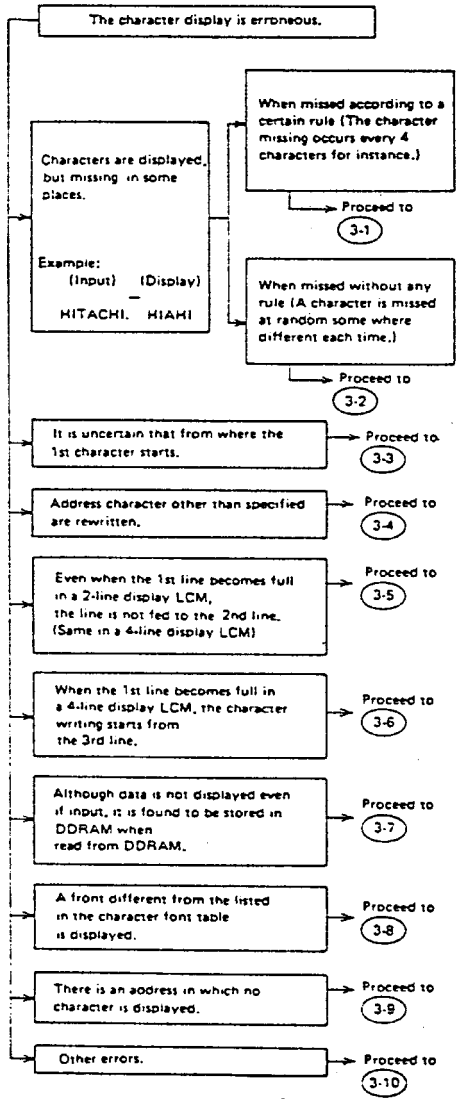 The character display is erroneous.
Characters are displayed,
but missing in some
places.
Example:
(Input) (Display)
HITACHI. HIAHI
When missed according to a
certain rule (The character
missing occurs every 4
characters for instance.)
Proceed to
3-1
When missed without any
rule (A character is missed
at random some where
different each time.)
Proceed to
3-2
It is uncertain that from where the
1st character starts.
Proceed to
3-3
Address character other than specified
are rewritten.
Proceed to
3-4
Even when the 1st line becomes full
in a 2-line display LCM,
the line is not fed to the 2nd line.
(Same in a 4-line display LCM)
Proceed to
3-5
When the 1st line becomes full in
a 4-line display LCM, the character
writing starts from
the 3rd line.
Proceed to
3-6
Although data is not displayed even
if input, it is found to be stored in
DDRAM when
read from DDRAM.
Proceed to
3-7
A front different from the listed
in the character font table
is displayed.
Proceed to
3-8
There is an address in which no
character is displayed.
Proceed to
3-9
Other errors.
Proceed to
3-10